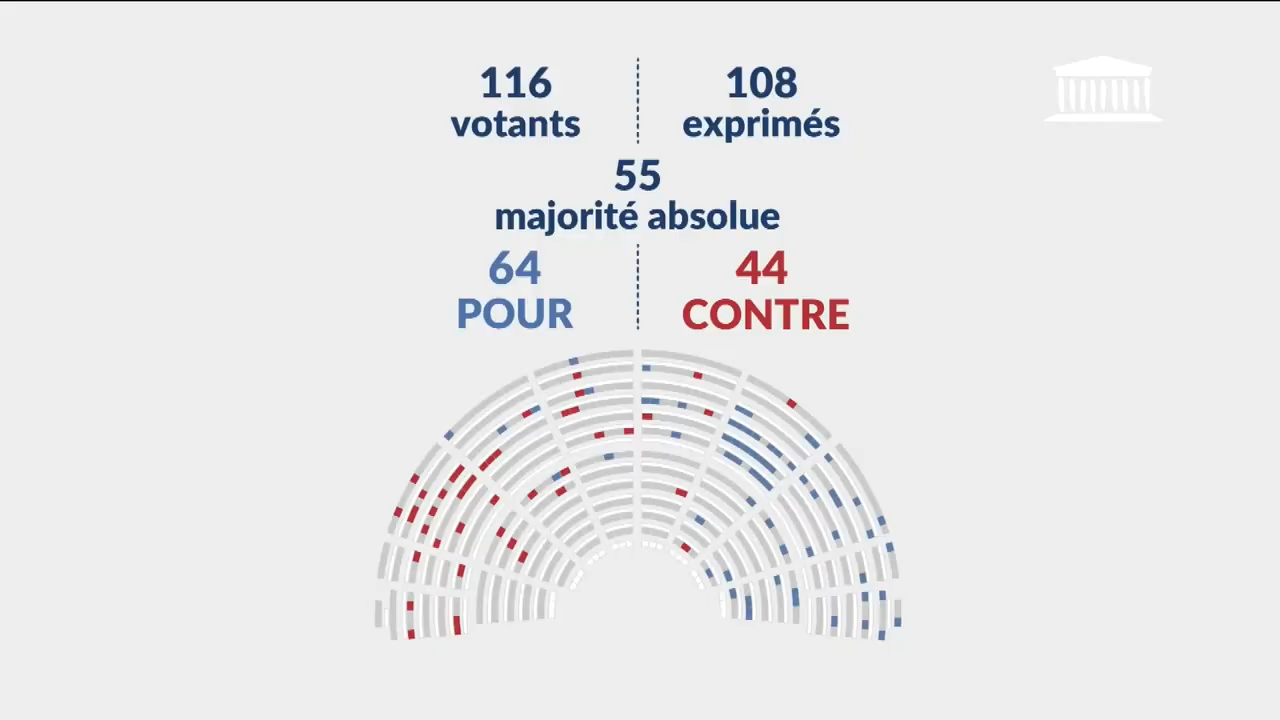 116
votants
108
exprimés
55
majorité absolue
64
POUR
44
CONTRE